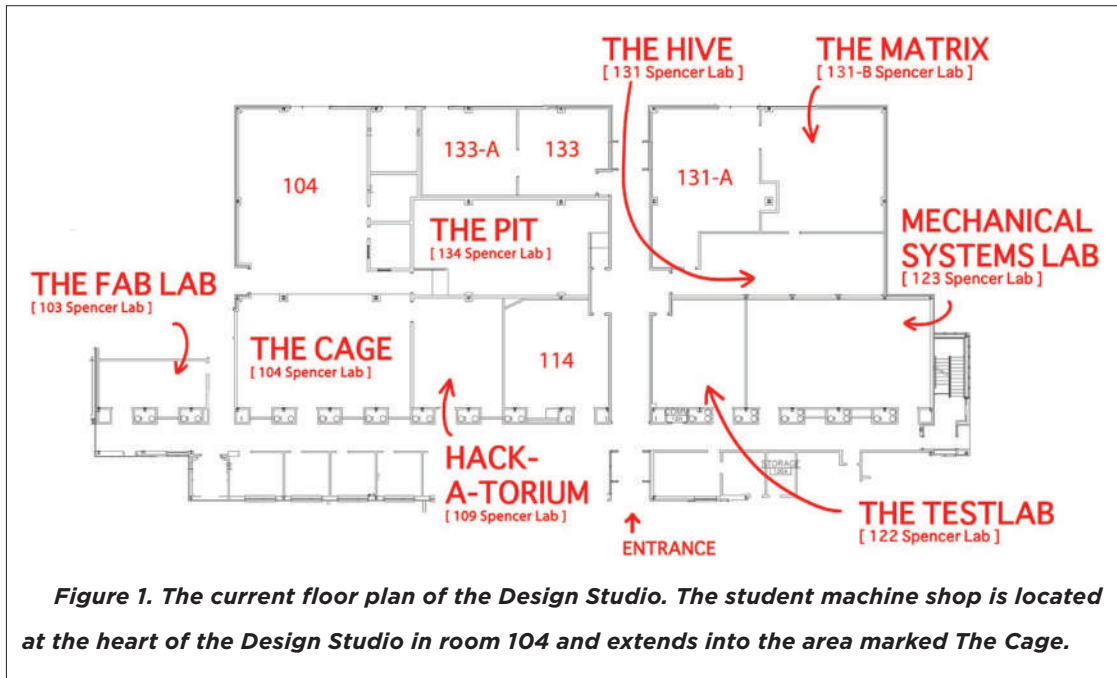 THE HIVE
[ 131 Spencer Lab ]
THE MATRIX
[ 131-B Spencer Lab ]
133-A
133
104
131-A
THE PIT
[ 134 Spencer Lab ]
MECHANICAL
SYSTEMS LAB
[ 123 Spencer Lab ]
THE FAB LAB
[ 103 Spencer Lab ]
THE CAGE
[ 104 Spencer Lab ]
114
HACK-
A-TORIUM
[ 109 Spencer Lab ]
STORAGE
THE TESTLAB
[ 122 Spencer Lab ]
ENTRANCE
Figure 1. The current floor plan of the Design Studio. The student machine shop is located
at the heart of the Design Studio in room 104 and extends into the area marked The Cage.